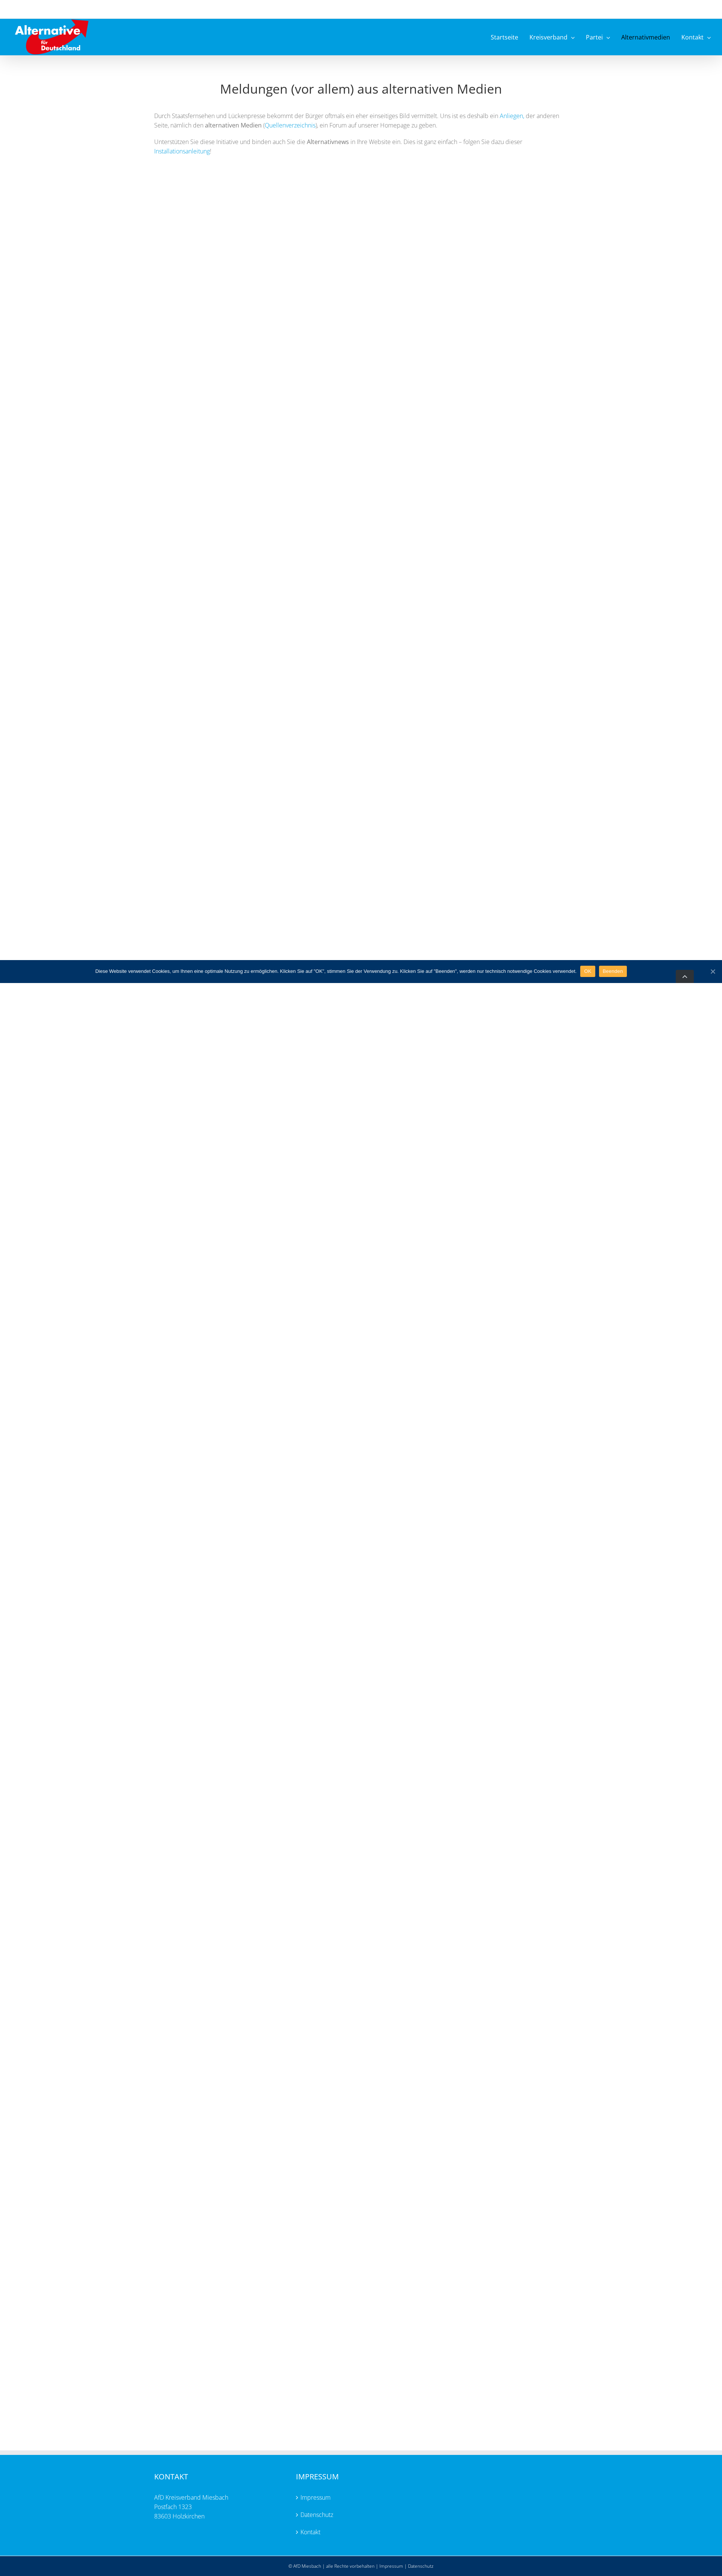 Alternative
für
Deutschland
Startseite Kreisverband Partei Alternativmedien Kontakt
Meldungen (vor allem) aus alternativen Medien
Durch Staatsfernsehen und Lückenpresse bekommt der Bürger oftmals ein eher einseitiges Bild vermittelt. Uns ist es deshalb ein Anliegen, der anderen
Seite, nämlich den alternativen Medien (Quellenverzeichnis), ein Forum auf unserer Homepage zu geben.
Unterstützen Sie diese Initiative und binden auch Sie die Alternativnews in Ihre Website ein. Dies ist ganz einfach – folgen Sie dazu dieser
Installationsanleitung!
Diese Website verwendet Cookies, um Ihnen eine optimale Nutzung zu ermöglichen. Klicken Sie auf "OK", stimmen Sie der Verwendung zu. Klicken Sie auf "Beenden", werden nur technisch notwendige Cookies verwendet. OK Beenden
KONTAKT
AfD Kreisverband Miesbach
Postfach 1323
83603 Holzkirchen
IMPRESSUM
Impressum
Datenschutz
Kontakt
© AfD Miesbach | alle Rechte vorbehalten | Impressum | Datenschutz